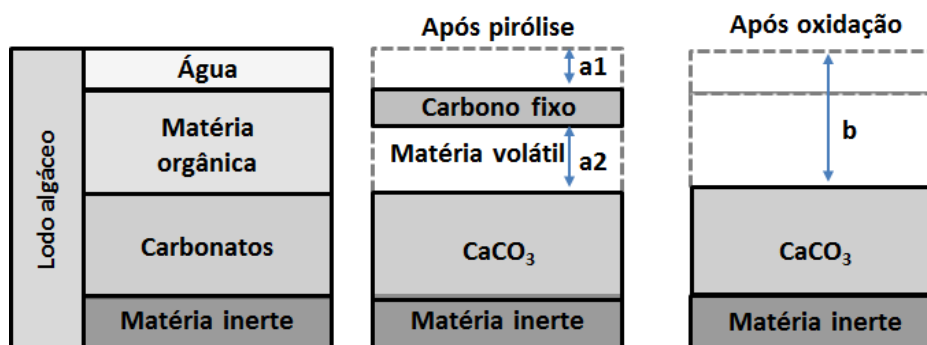 Lodo algáceo
Água
Matéria
orgânica
Carbonatos
Matéria inerte
Após pirólise
a1
Carbono fixo
Matéria volátil
a2
CaCO₃
Matéria inerte
Após oxidação
b
CaCO₃
Matéria inerte